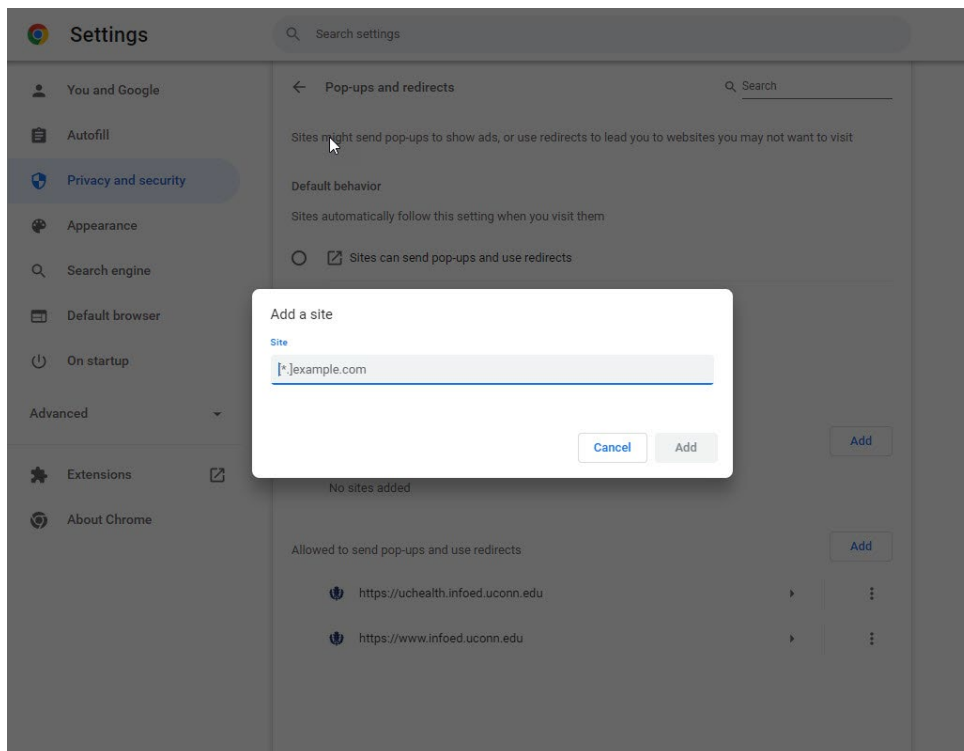 Settings
Search settings
You and Google
Autofill
Privacy and security
Appearance
Search engine
Default browser
On startup
Advanced
Extensions
About Chrome
Pop-ups and redirects
Search
Sites might send pop-ups to show ads, or use redirects to lead you to websites you may not want to visit
Default behavior
Sites automatically follow this setting when you visit them
Sites can send pop-ups and use redirects
Add a site
Site
[*.]example.com
Cancel
Add
Add
No sites added
Allowed to send pop-ups and use redirects
Add
https://uchealth.infoed.uconn.edu
https://www.infoed.uconn.edu